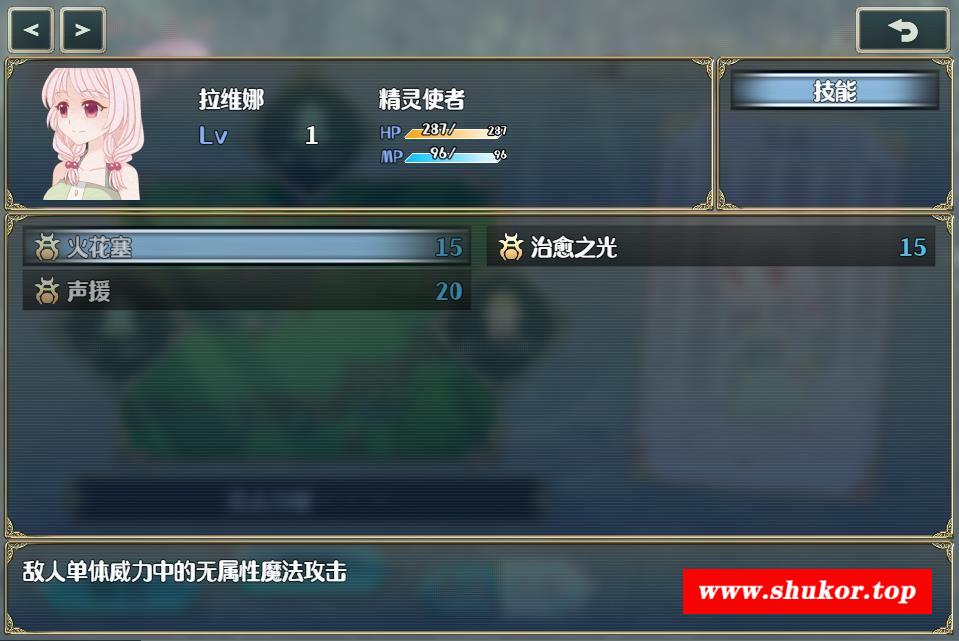 < >
拉维娜 精灵使者
技能
Lv 1 HP 287/ 287
MP 96/ 96
火花塞 15 治愈之光 15
声援 20
敌人单体威力中的无属性魔法攻击
www.shukor.top